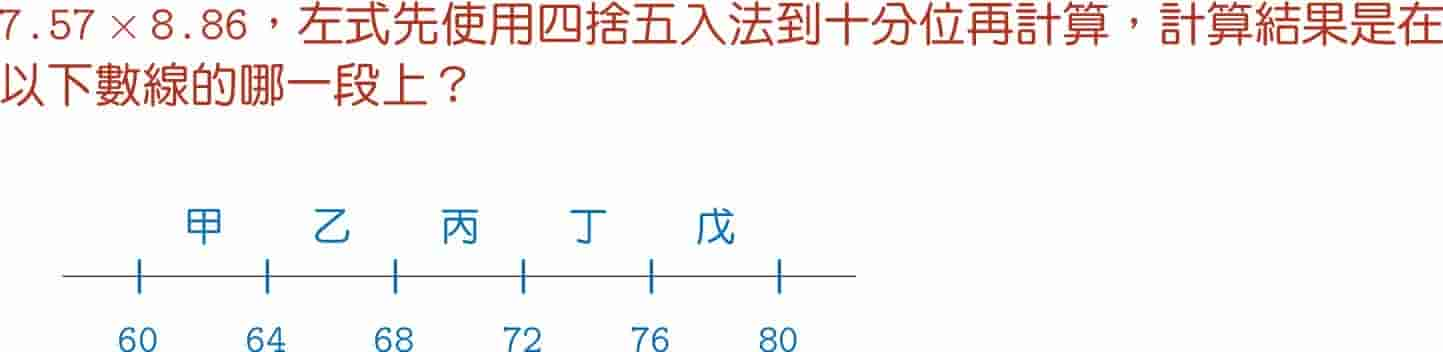 7.57×8.86，左式先使用四捨五入法到十分位再計算，計算結果是在
以下數線的哪一段上？
甲 乙 丙 丁 戊
60 64 68 72 76 80